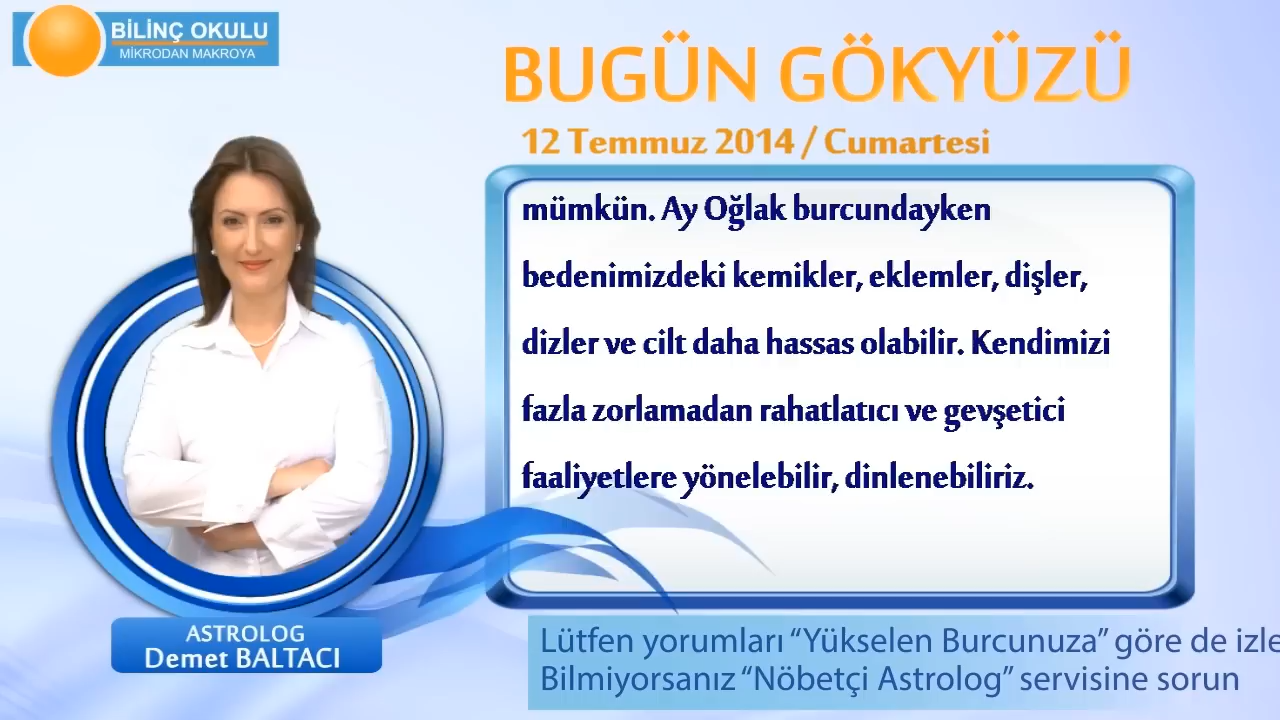 BİLİNÇ OKULU
MİKRODAN MAKROYA
BUGÜN GÖKYÜZÜ
12 Temmuz 2014 / Cumartesi
mümkün. Ay Oğlak burcundayken
bedenimizdeki kemikler, eklemler, dişler,
dizler ve cilt daha hassas olabilir. Kendimizi
fazla zorlamadan rahatlatıcı ve gevşetici
faaliyetlere yönelebilir, dinlenebiliriz.
ASTROLOG
Demet BALTACI
Lütfen yorumları “Yükselen Burcunuza” göre de izle
Bilmiyorsanız “Nöbetçi Astrolog” servisine sorun